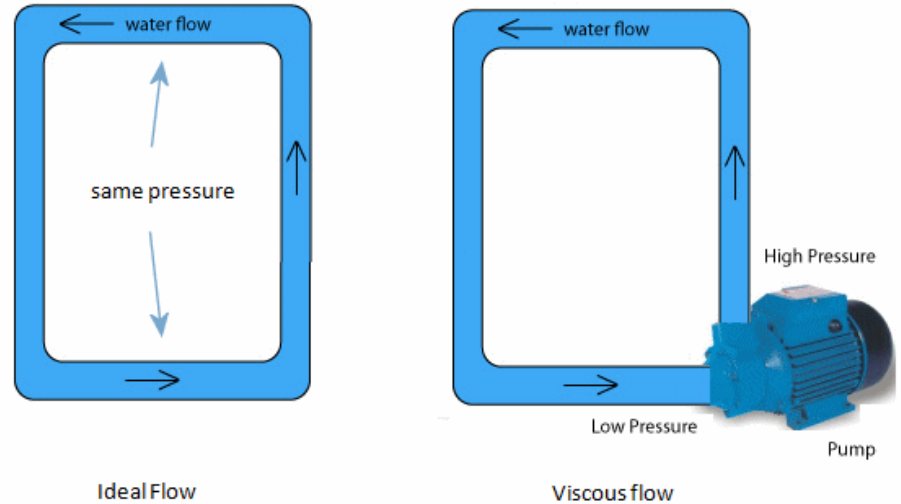 water flow
same pressure
Ideal Flow
water flow
High Pressure
Low Pressure
Pump
Viscous flow